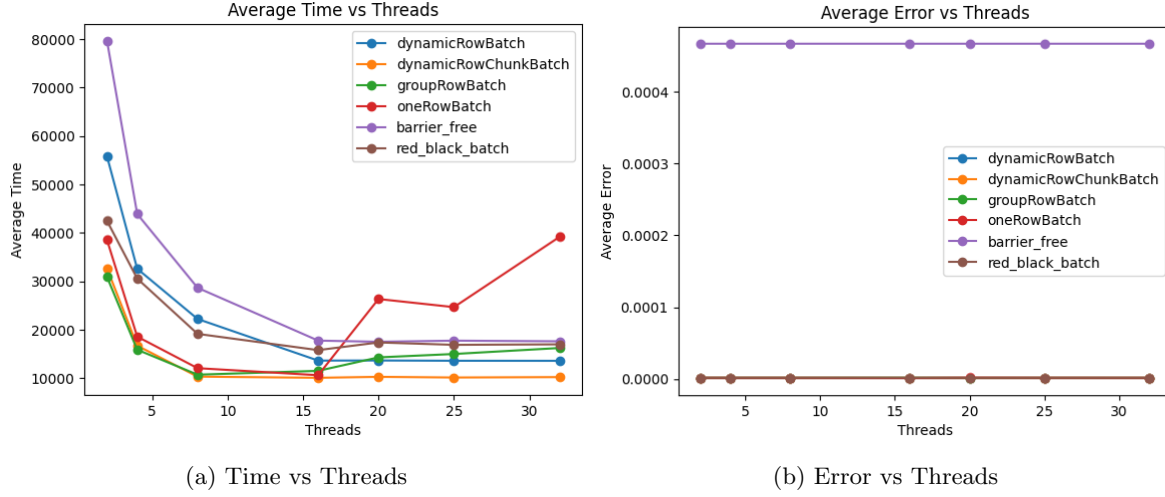 Average Time vs Threads
Average Time
80000
70000
60000
50000
40000
30000
20000
10000
5
10
15
20
25
30
Threads
dynamicRowBatch
dynamicRowChunkBatch
groupRowBatch
oneRowBatch
barrier_free
red_black_batch
(a) Time vs Threads
Average Error vs Threads
Average Error
0.0004
0.0003
0.0002
0.0001
0.0000
5
10
15
20
25
30
Threads
dynamicRowBatch
dynamicRowChunkBatch
groupRowBatch
oneRowBatch
barrier_free
red_black_batch
(b) Error vs Threads